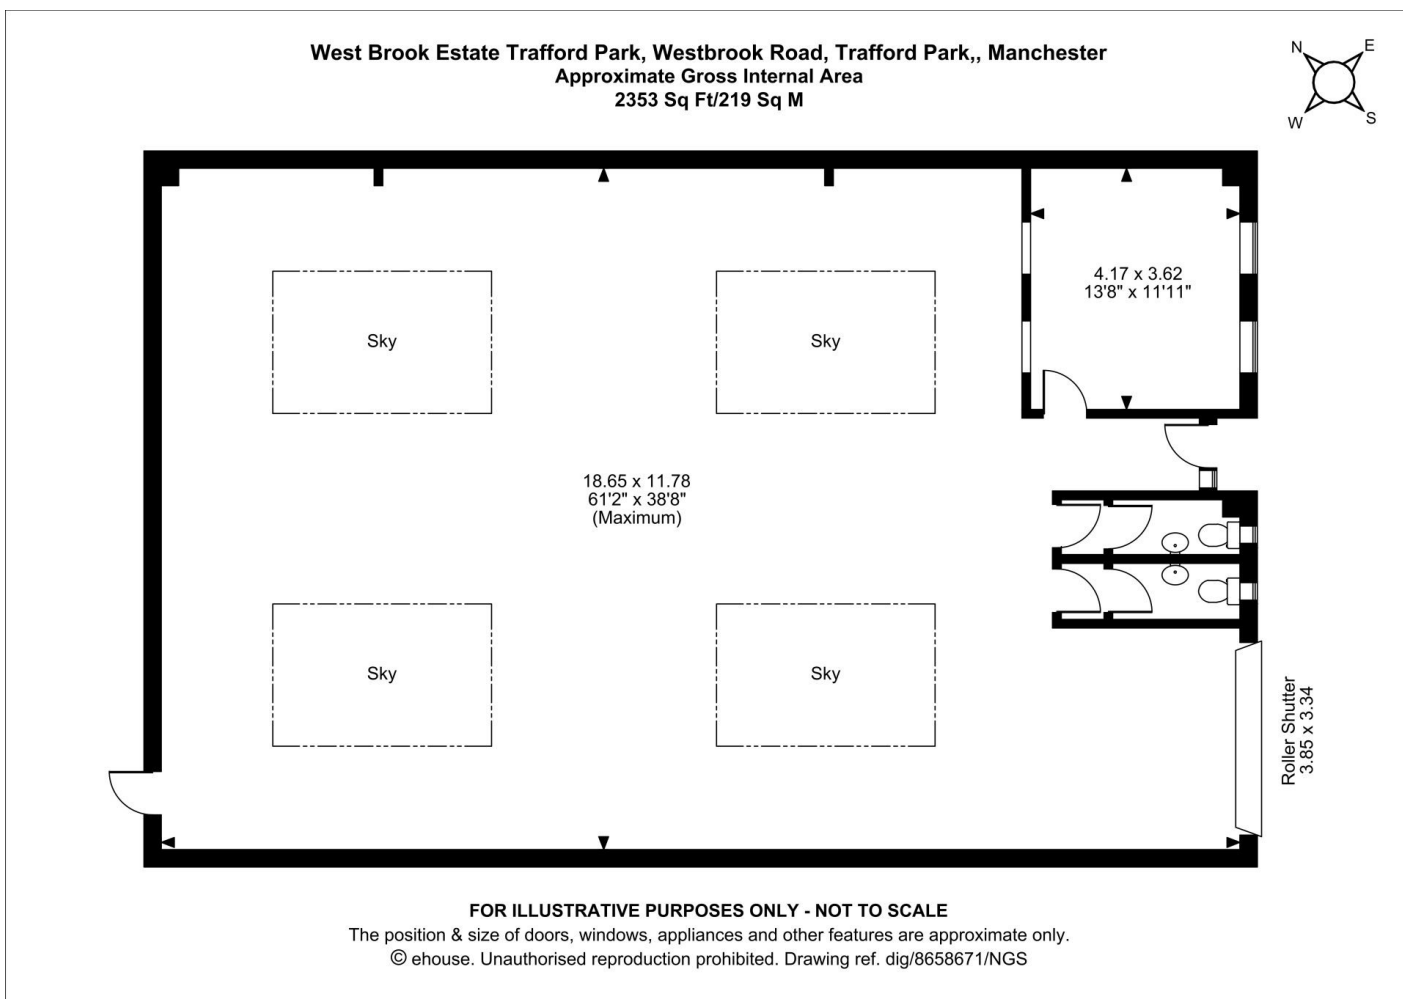 West Brook Estate Trafford Park, Westbrook Road, Trafford Park,, Manchester
Approximate Gross Internal Area
2353 Sq Ft/219 Sq M
N
E
W
S
4.17 x 3.62
13'8" x 11'11"
Sky
Sky
18.65 x 11.78
61'2" x 38'8"
(Maximum)
Sky
Sky
Roller Shutter
3.85 x 3.34
FOR ILLUSTRATIVE PURPOSES ONLY - NOT TO SCALE
The position & size of doors, windows, appliances and other features are approximate only.
© ehouse. Unauthorised reproduction prohibited. Drawing ref. dig/8658671/NGS